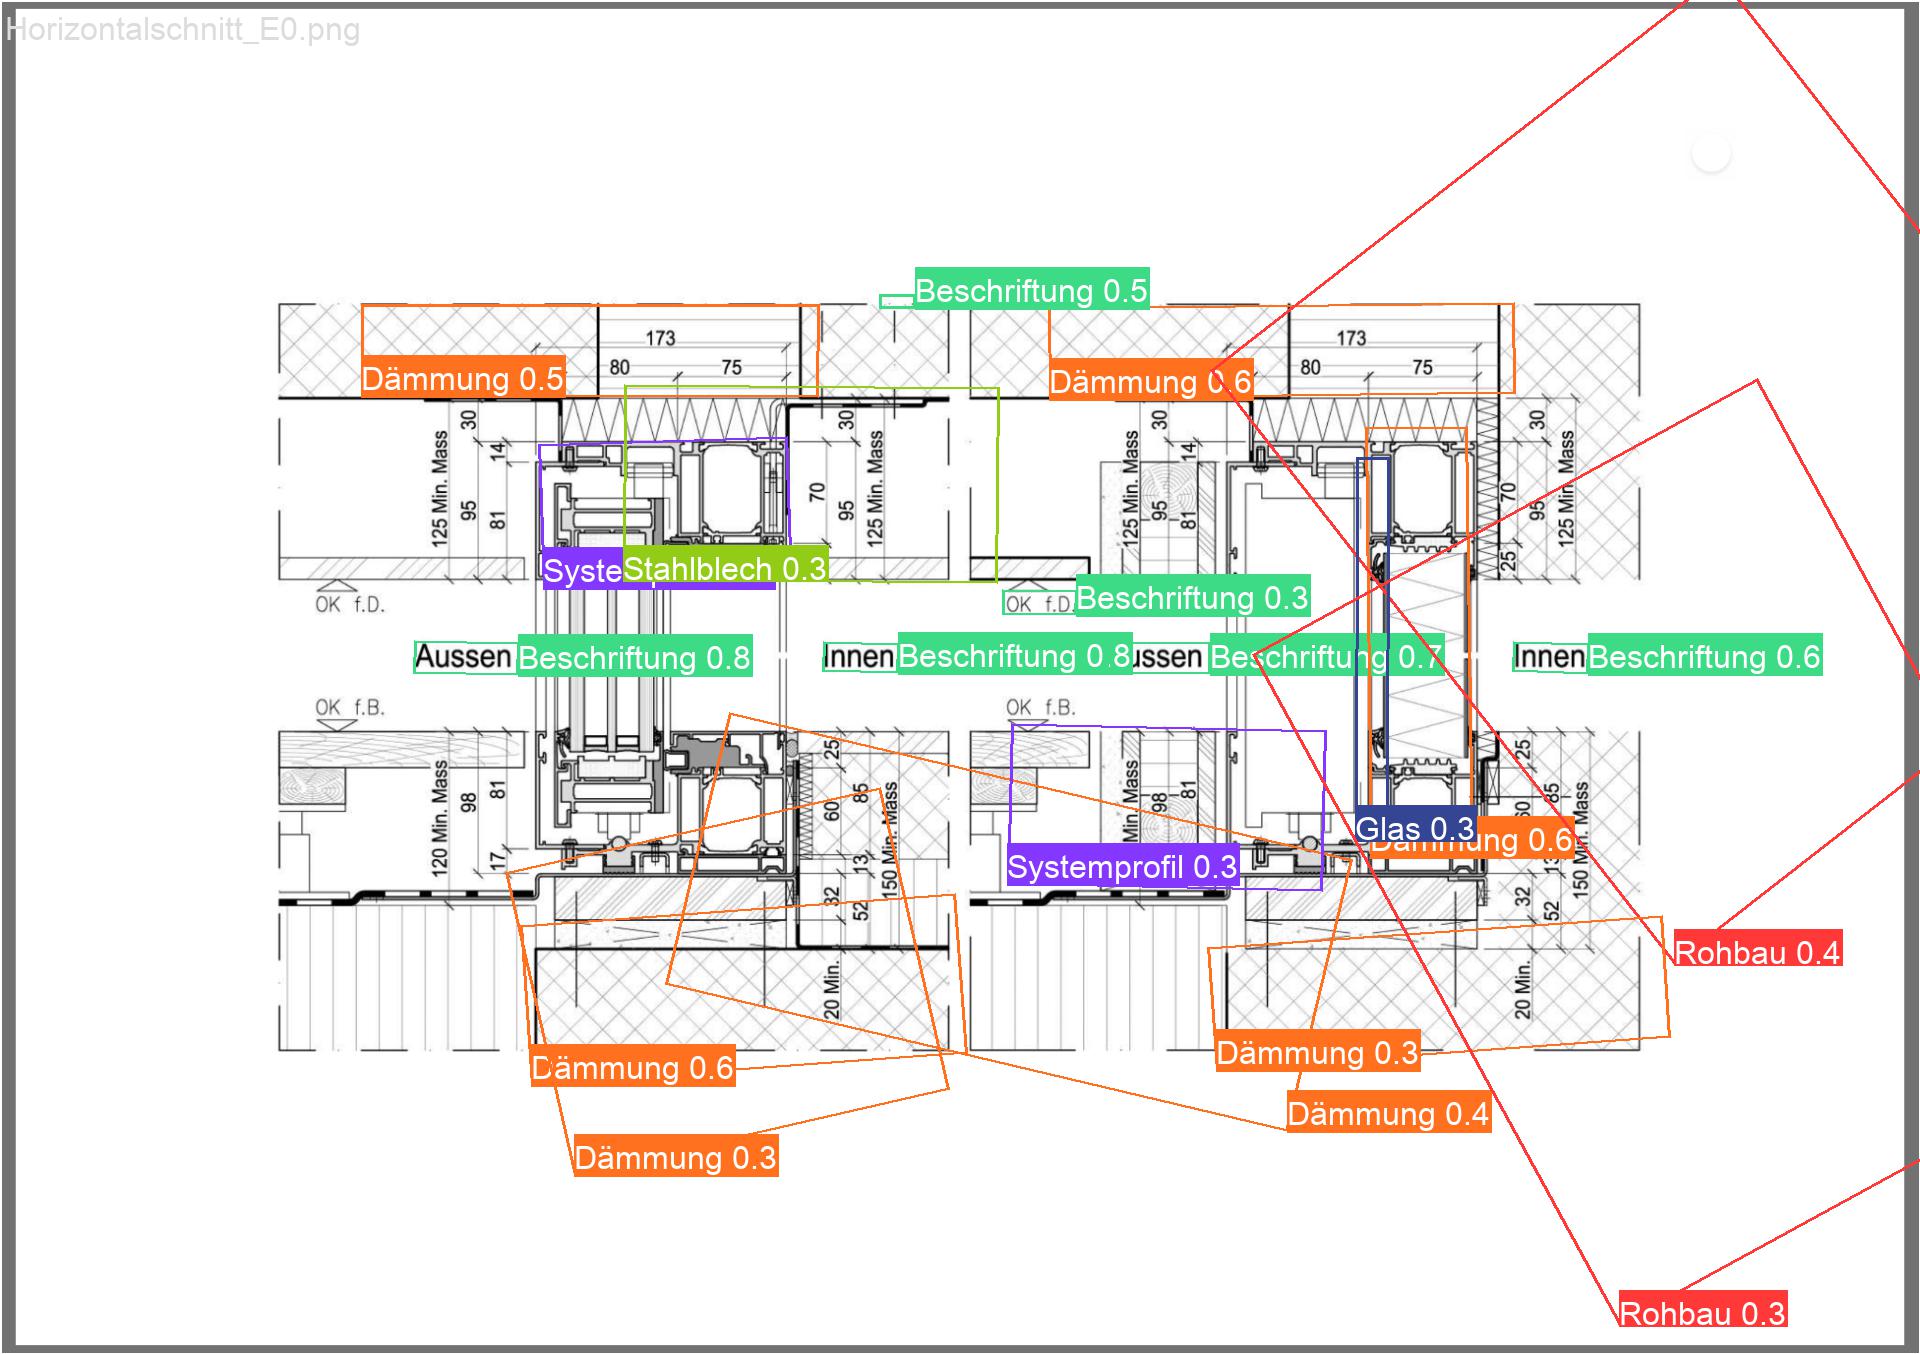 Horizontalschnitt_E0.png
Beschriftung 0.5
173
173
80
75
80
75
Dämmung 0.5
Dämmung 0.6
30
30
30
30
14
14
125 Min. Mass
95
81
70
95
125 Min. Mass
125 Min. Mass
95
81
70
95
125 Min. Mass
25
Syste
Stahlblech 0.3
OK f.D.
OK f.D.
Beschriftung 0.3
Aussen
Beschriftung 0.8
Innen
Beschriftung 0.8
ussen
Beschriftung 0.7
Innen
Beschriftung 0.6
OK f.B.
OK f.B.
25
25
120 Min. Mass
98
81
60
85
150 Min. Mass
Min. Mass
98
81
60
85
150 Min. Mass
Glas 0.3
Dämmung 0.6
17
13
13
Systemprofil 0.3
32
52
32
52
Rohbau 0.4
20 Min.
20 Min.
Dämmung 0.6
Dämmung 0.3
Dämmung 0.4
Dämmung 0.3
Rohbau 0.3